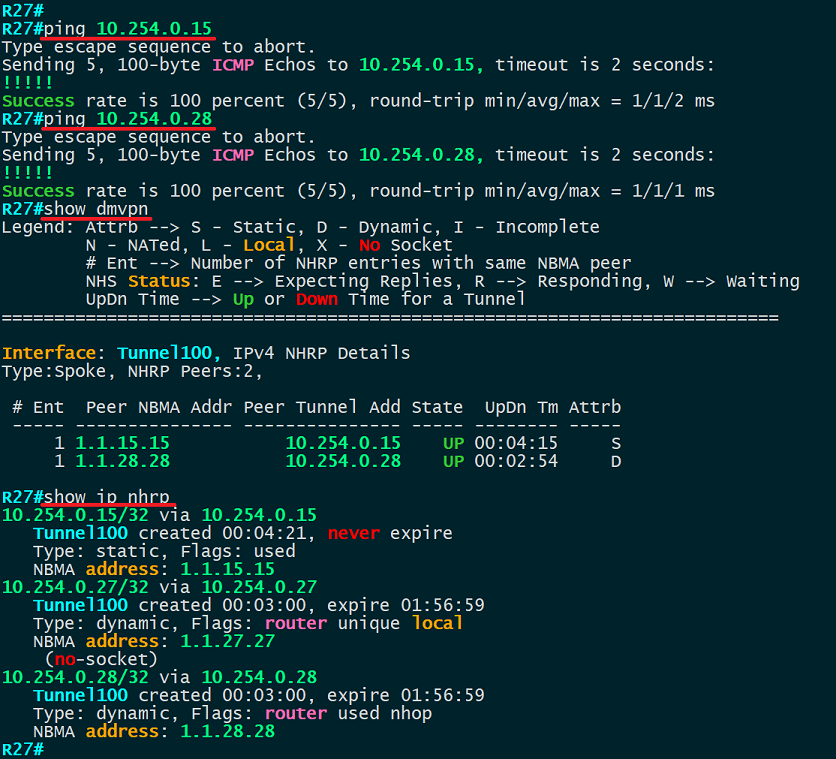 R27#
R27#ping 10.254.0.15
Type escape sequence to abort.
Sending 5, 100-byte ICMP Echos to 10.254.0.15, timeout is 2 seconds:
!!!!!
Success rate is 100 percent (5/5), round-trip min/avg/max = 1/1/2 ms
R27#ping 10.254.0.28
Type escape sequence to abort.
Sending 5, 100-byte ICMP Echos to 10.254.0.28, timeout is 2 seconds:
!!!!!
Success rate is 100 percent (5/5), round-trip min/avg/max = 1/1/1 ms
R27#show dmvpn
Legend: Attrb --> S - Static, D - Dynamic, I - Incomplete
        N - NATed, L - Local, X - No Socket
        # Ent --> Number of NHRP entries with same NBMA peer
        NHS Status: E --> Expecting Replies, R --> Responding, W --> Waiting
        UpDn Time --> Up or Down Time for a Tunnel
==========================================================================
Interface: Tunnel100, IPv4 NHRP Details
Type:Spoke, NHRP Peers:2,
 # Ent  Peer NBMA Addr Peer Tunnel Add State  UpDn Tm Attrb
 ----- --------------- --------------- ----- -------- -----
     1 1.1.15.15           10.254.0.15    UP 00:04:15     S
     1 1.1.28.28           10.254.0.28    UP 00:02:54     D
R27#show ip nhrp
10.254.0.15/32 via 10.254.0.15
   Tunnel100 created 00:04:21, never expire
   Type: static, Flags: used
   NBMA address: 1.1.15.15
10.254.0.27/32 via 10.254.0.27
   Tunnel100 created 00:03:00, expire 01:56:59
   Type: dynamic, Flags: router unique local
   NBMA address: 1.1.27.27
    (no-socket)
10.254.0.28/32 via 10.254.0.28
   Tunnel100 created 00:03:00, expire 01:56:59
   Type: dynamic, Flags: router used nhop
   NBMA address: 1.1.28.28
R27#